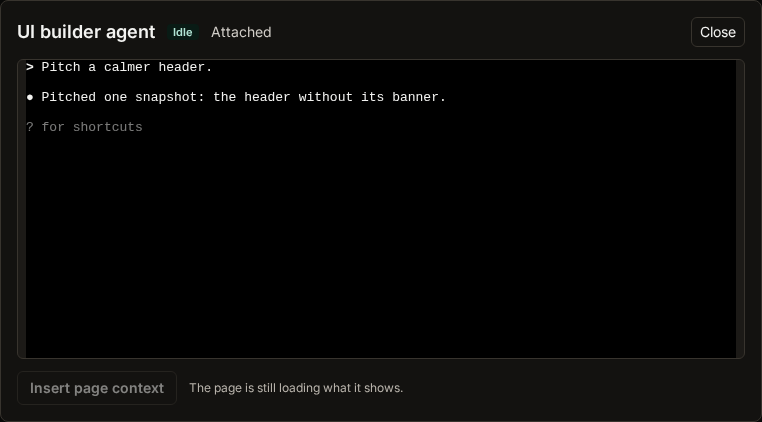 UI builder agent Idle Attached Close
> Pitch a calmer header.
● Pitched one snapshot: the header without its banner.
? for shortcuts
Insert page context The page is still loading what it shows.